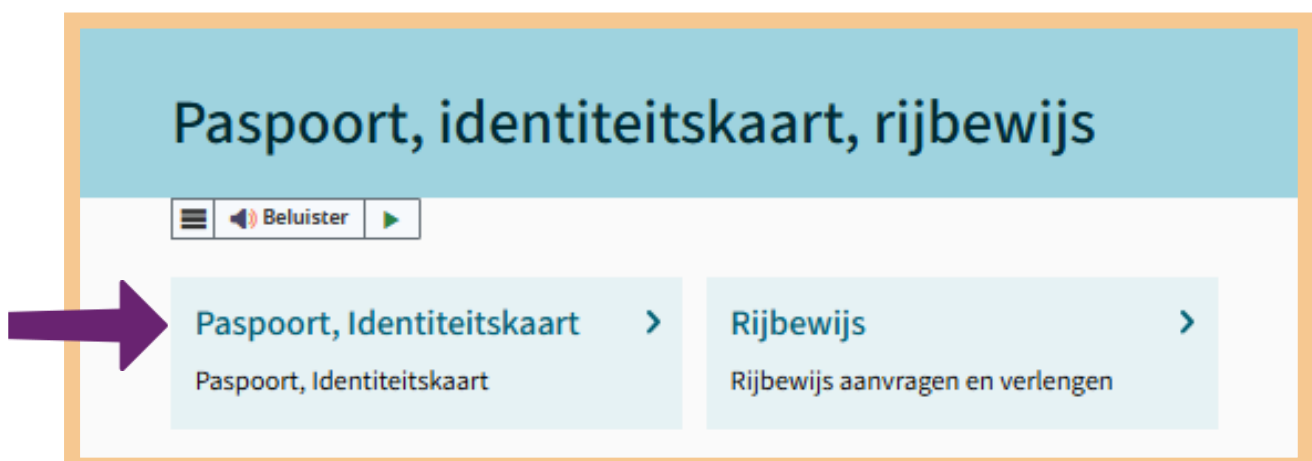 Paspoort, identiteitskaart, rijbewijs
Beluister
Paspoort, Identiteitskaart
Paspoort, Identiteitskaart
Rijbewijs
Rijbewijs aanvragen en verlengen